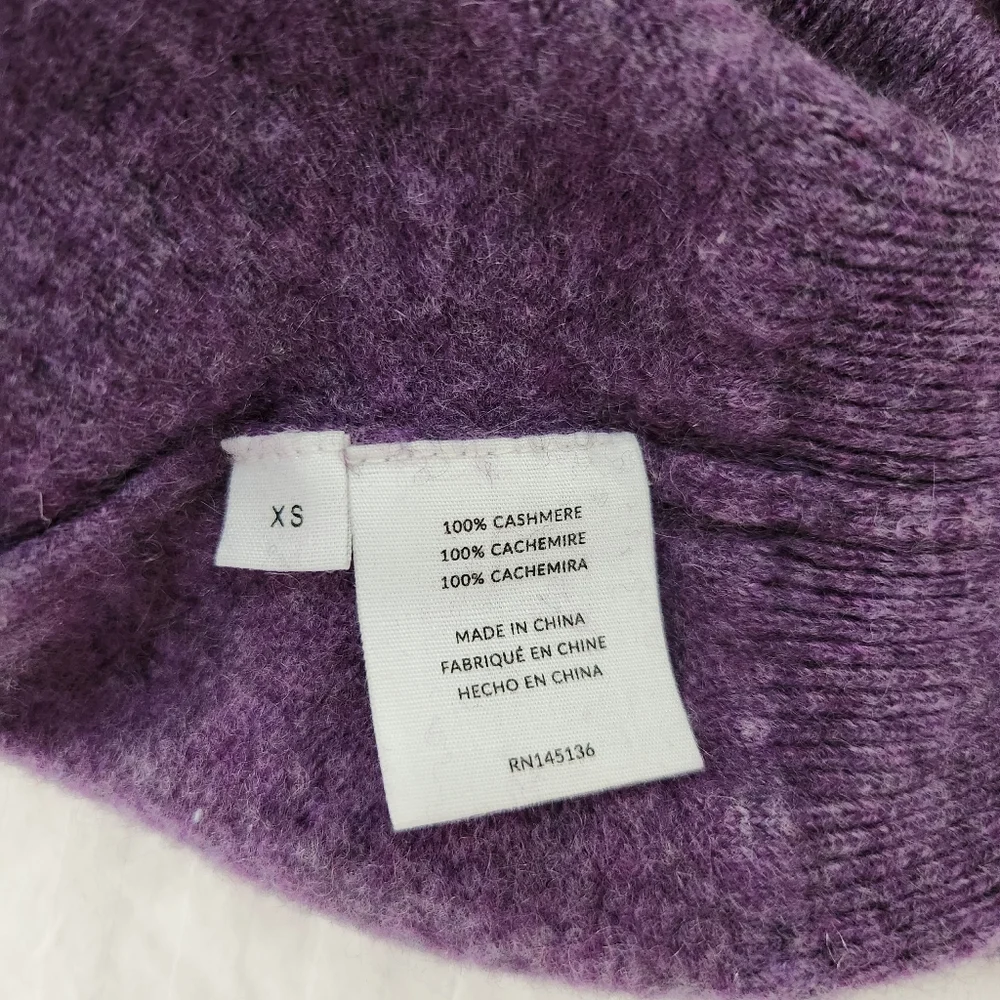 XS
100% CASHMERE
100% CACHEMIRE
100% CACHEMIRA
MADE IN CHINA
FABRIQUÉ EN CHINE
HECHO EN CHINA
RN145136